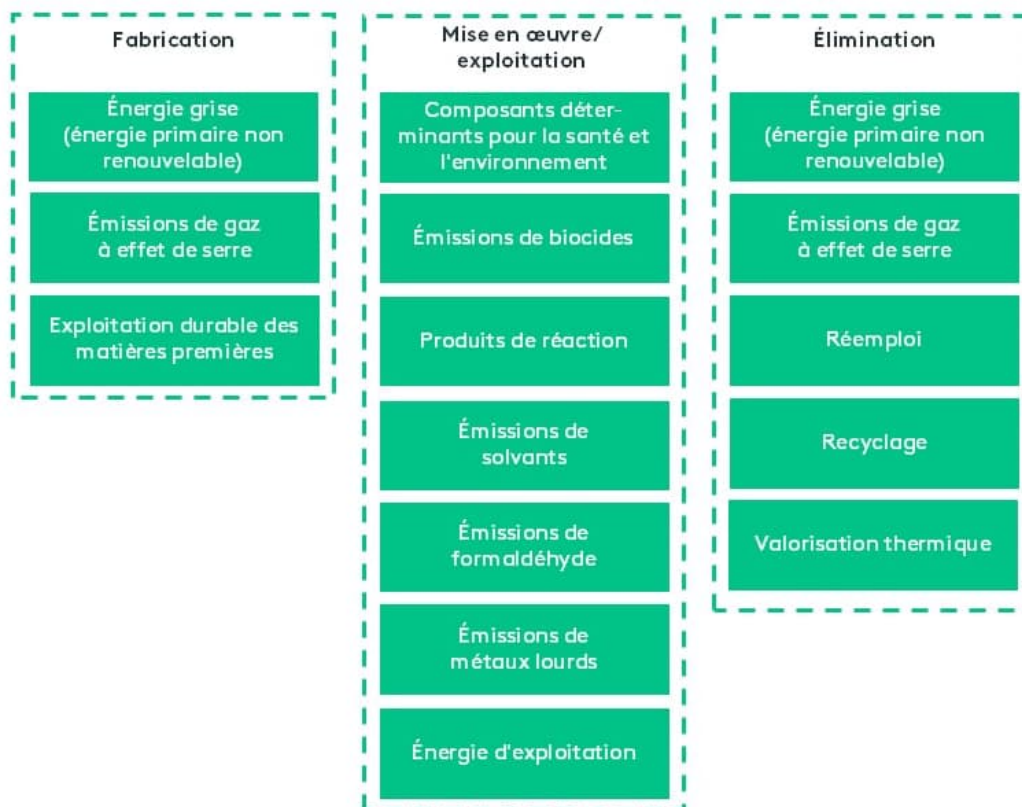 Fabrication
Énergie grise
(énergie primaire non
renouvelable)
Émissions de gaz
à effet de serre
Exploitation durable des
matières premières
Mise en œuvre/
exploitation
Composants déter-
minants pour la santé et
l'environnement
Émissions de biocides
Produits de réaction
Émissions de
solvants
Émissions de
formaldéhyde
Émissions de
métaux lourds
Énergie d'exploitation
Élimination
Énergie grise
(énergie primaire non
renouvelable)
Émissions de gaz
à effet de serre
Réemploi
Recyclage
Valorisation thermique